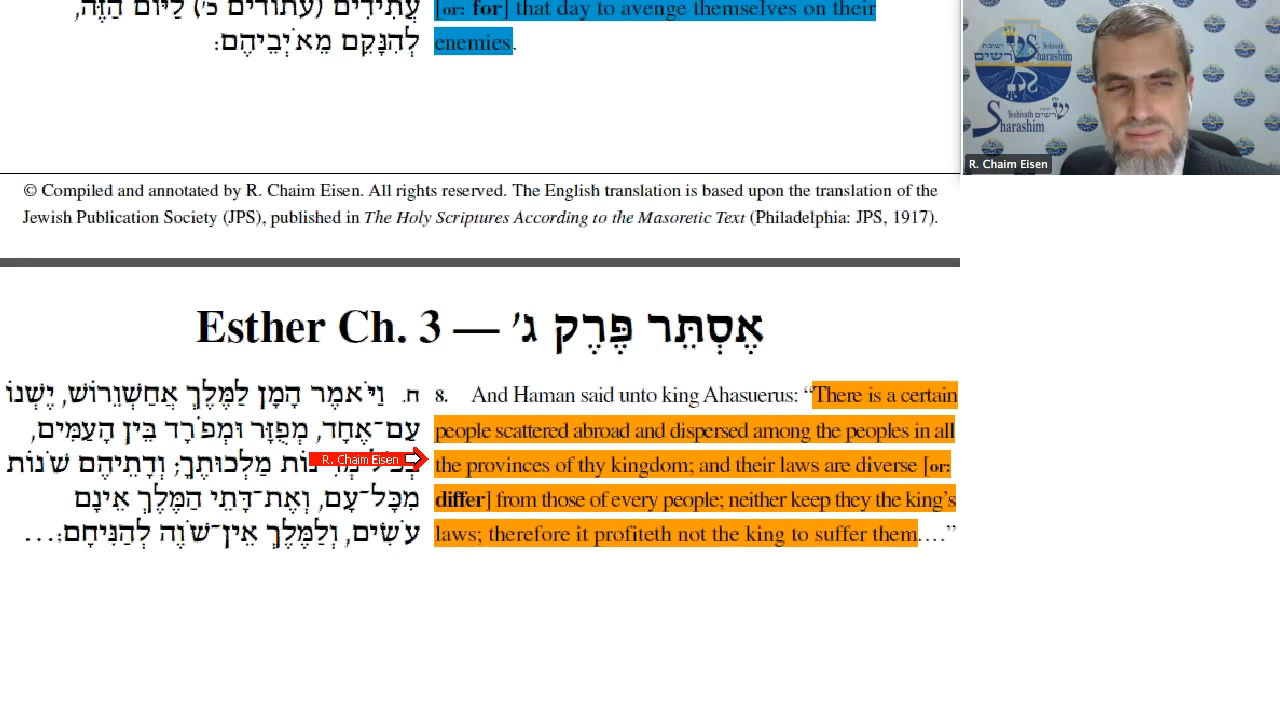 עֲתִידִים (עתודים כ׳) לַיּוֹם הַזֶּה,
לְהִנָּקֵם מֵאֹיְבֵיהֶם:
[or: for] that day to avenge themselves on their
enemies.
© Compiled and annotated by R. Chaim Eisen. All rights reserved. The English translation is based upon the translation of the
Jewish Publication Society (JPS), published in The Holy Scriptures According to the Masoretic Text (Philadelphia: JPS, 1917).
Esther Ch. 3 — אֶסְתֵּר פֶּרֶק ג׳
ח. וַיֹּאמֶר הָמָן לַמֶּלֶךְ אֲחַשְׁוֵרוֹשׁ, יֶשְׁנוֹ
עַם־אֶחָד, מְפֻזָּר וּמְפֹרָד בֵּין הָעַמִּים,
מַלְכוּתֶךָ; וְדָתֵיהֶם שֹׁנוֹת
מִכָּל־עָם, וְאֶת־דָּתֵי הַמֶּלֶךְ אֵינָם
עֹשִׂים, וְלַמֶּלֶךְ אֵין־שֹׁוֶה לְהַנִּיחָם:...
8. And Haman said unto king Ahasuerus: “There is a certain
people scattered abroad and dispersed among the peoples in all
the provinces of thy kingdom; and their laws are diverse [or:
differ] from those of every people; neither keep they the king’s
laws; therefore it profiteth not the king to suffer them....”
R. Chaim Eisen
Yeshivath
Sharashim
Yeshivath שרשים
Sharashim
R. Chaim Eisen